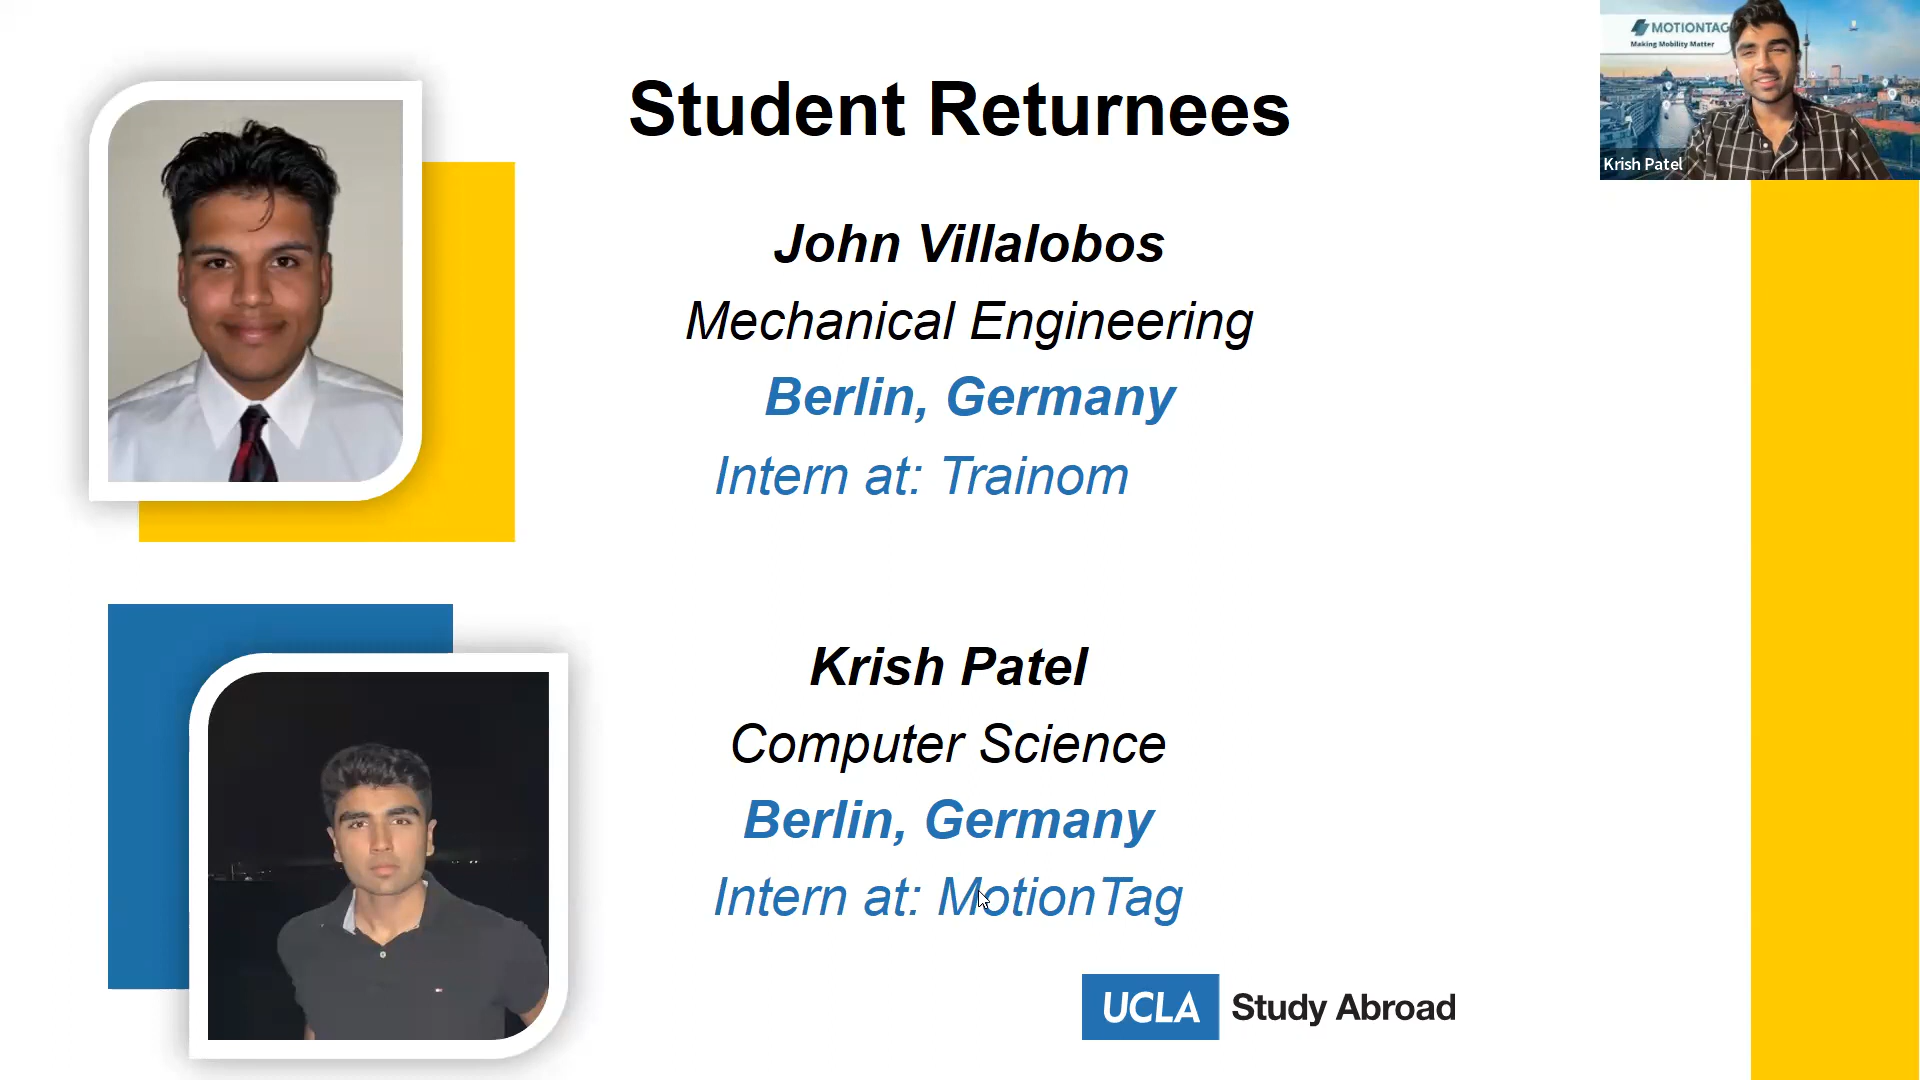 Student Returnees
John Villalobos
Mechanical Engineering
Berlin, Germany
Intern at: Trainom
Krish Patel
Computer Science
Berlin, Germany
Intern at: MotionTag
UCLA Study Abroad
MOTIONTAG
Making Mobility Matter
Krish Patel